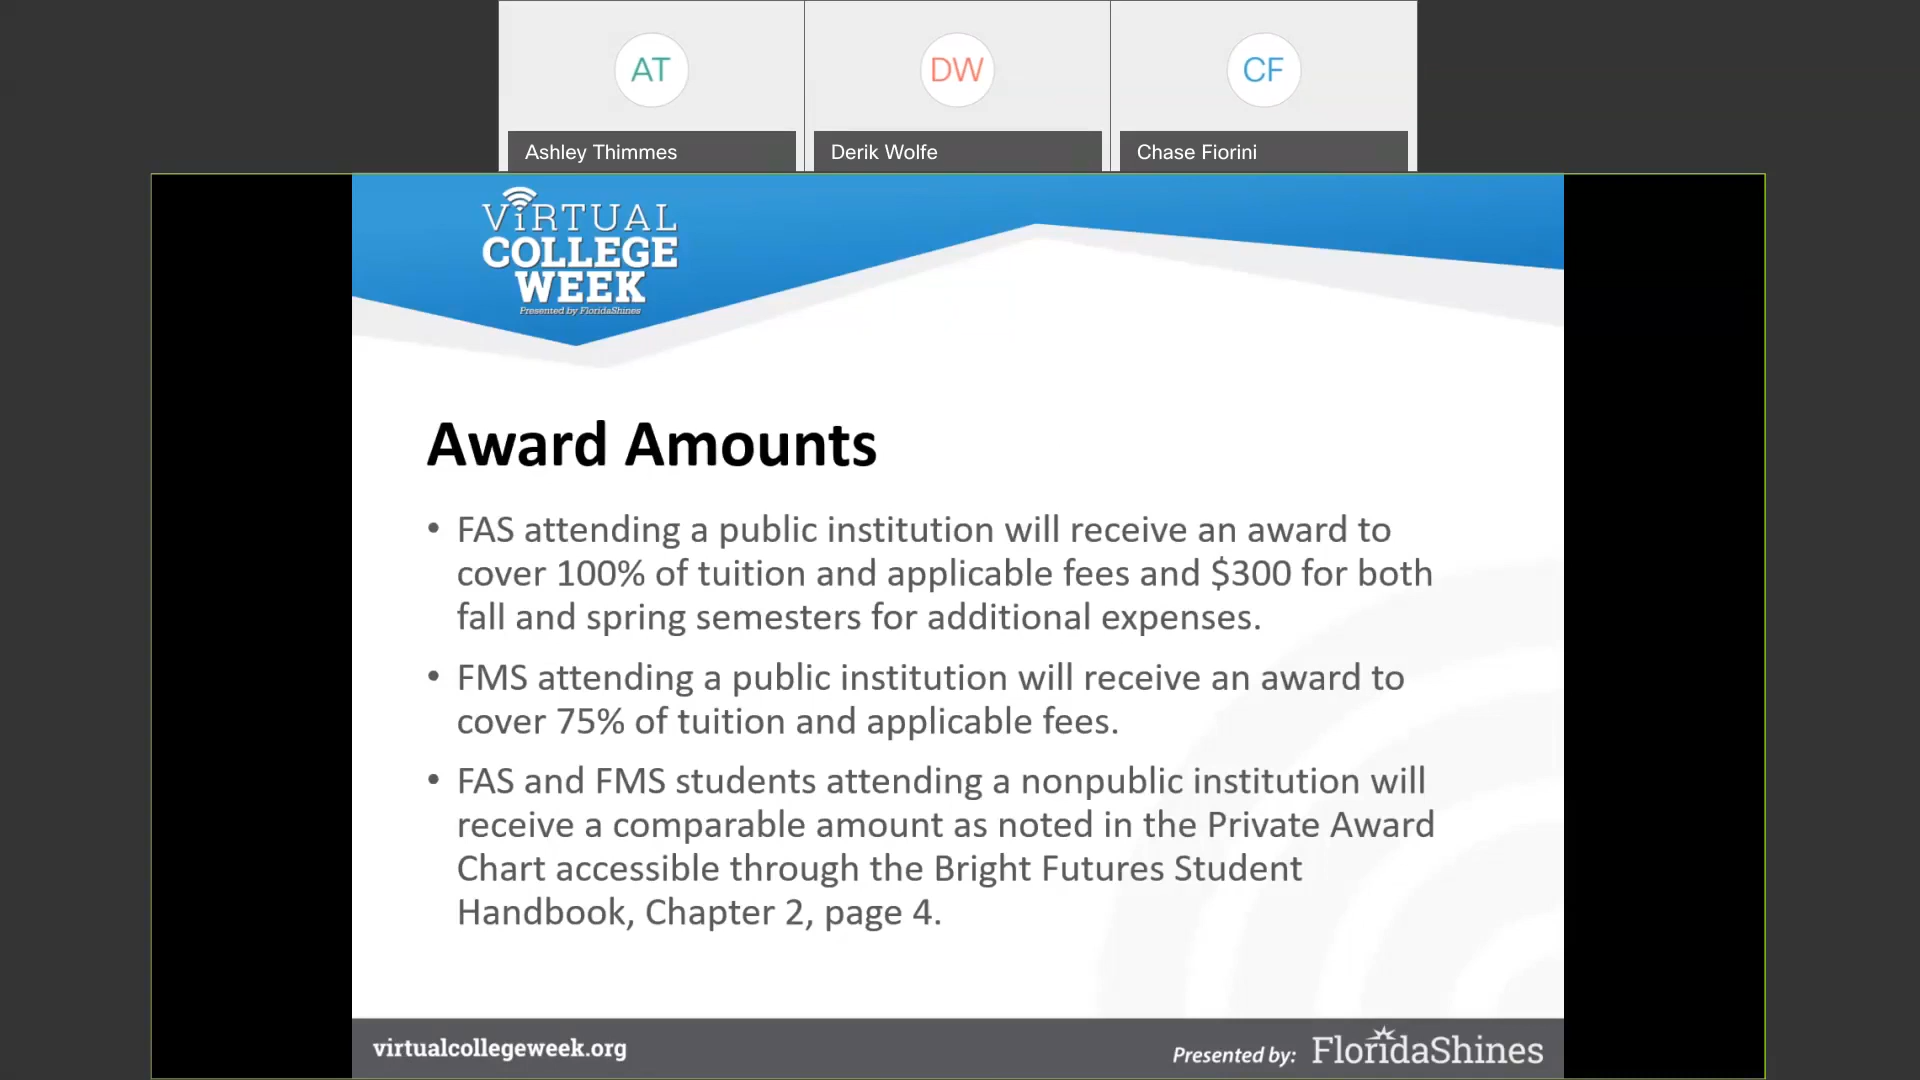 AT
DW
CF
Ashley Thimmes
Derik Wolfe
Chase Fiorini
ViRTUAL
COLLEGE
WEEK
Presented by FloridaShines
Award Amounts
• FAS attending a public institution will receive an award to
cover 100% of tuition and applicable fees and $300 for both
fall and spring semesters for additional expenses.
• FMS attending a public institution will receive an award to
cover 75% of tuition and applicable fees.
• FAS and FMS students attending a nonpublic institution will
receive a comparable amount as noted in the Private Award
Chart accessible through the Bright Futures Student
Handbook, Chapter 2, page 4.
virtualcollegeweek.org
Presented by: FloridaShines